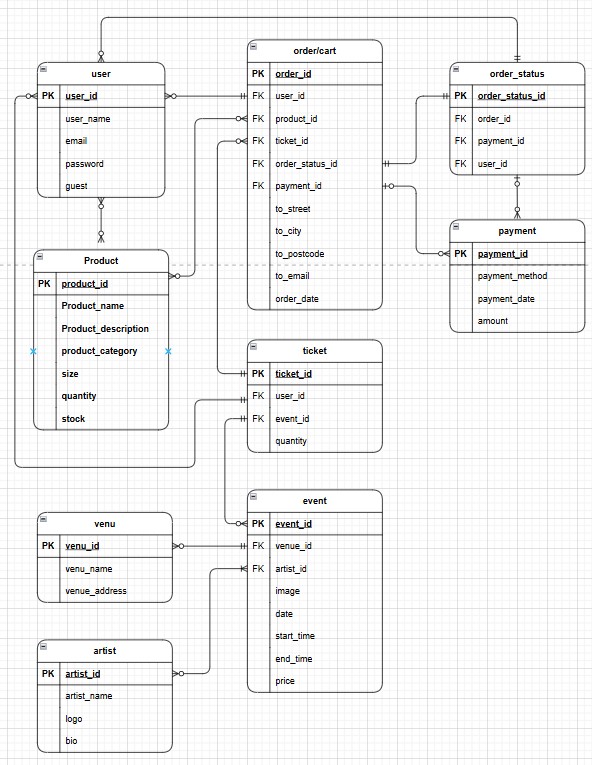 user
PK user_id
user_name
email
password
guest
order/cart
PK order_id
FK user_id
FK product_id
FK ticket_id
FK order_status_id
FK payment_id
to_street
to_city
to_postcode
to_email
order_date
order_status
PK order_status_id
FK order_id
FK payment_id
FK user_id
Product
PK product_id
Product_name
Product_description
product_category
size
quantity
stock
payment
PK payment_id
payment_method
payment_date
amount
ticket
PK ticket_id
FK user_id
FK event_id
quantity
venu
PK venu_id
venu_name
venue_address
event
PK event_id
FK venue_id
FK artist_id
image
date
start_time
end_time
price
artist
PK artist_id
artist_name
logo
bio